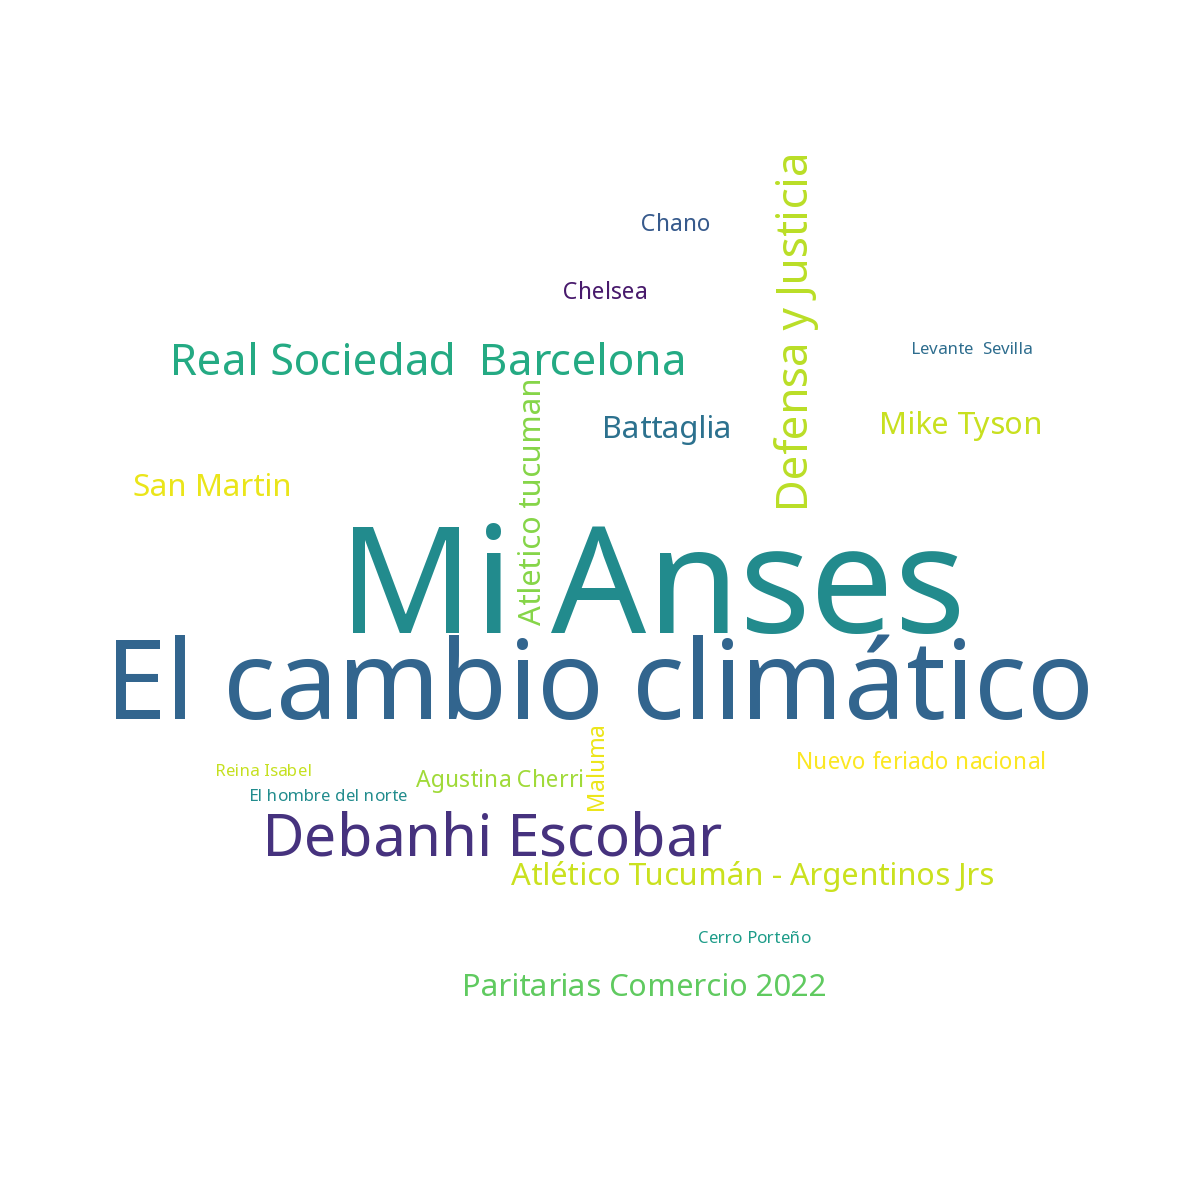 Chano
Defensa y Justicia
Chelsea
Levante  Sevilla
Real Sociedad  Barcelona
Mike Tyson
Battaglia
Atletico tucuman
San Martin
Mi Anses
El cambio climático
Maluma
Nuevo feriado nacional
Reina Isabel
Agustina Cherri
El hombre del norte
Debanhi Escobar
Atlético Tucumán - Argentinos Jrs
Cerro Porteño
Paritarias Comercio 2022